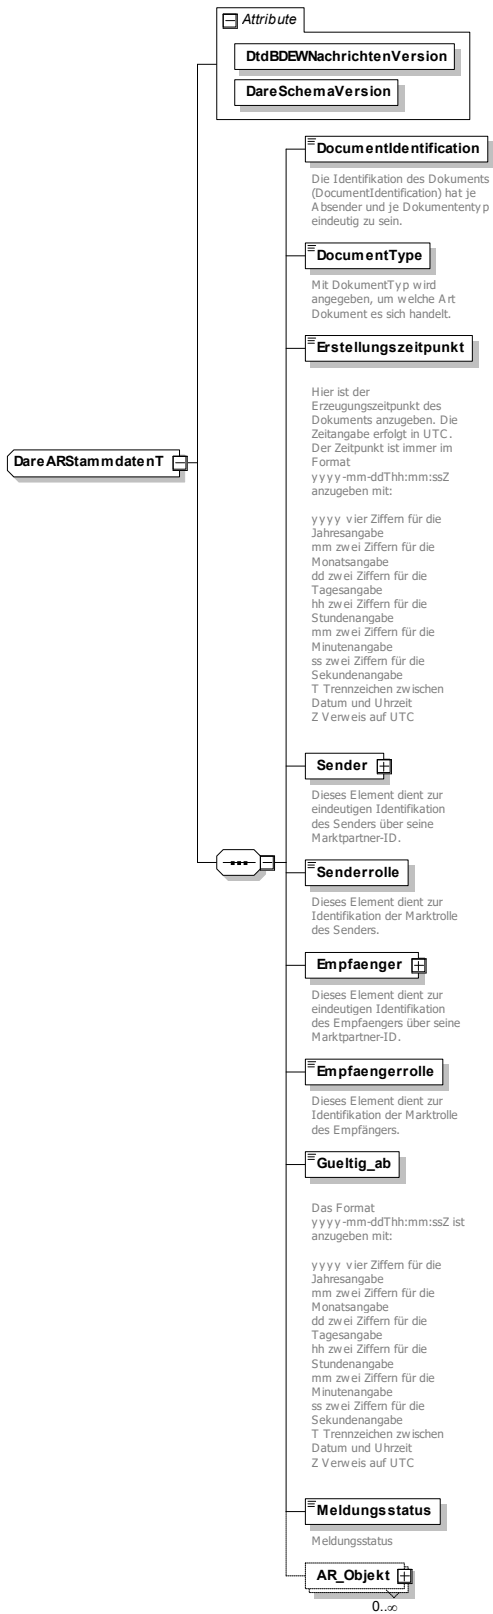 Attribute
DtdBDEWNachrichtenVersion
DareSchemaVersion
DocumentIdentification
Die Identifikation des Dokuments
(DocumentIdentification) hat je
Absender und je Dokumententyp
eindeutig zu sein.
DocumentType
Mit DokumentTyp wird
angegeben, um welche Art
Dokument es sich handelt.
Erstellungszeitpunkt
Hier ist der
Erzeugungszeitpunkt des
Dokuments anzugeben. Die
Zeitangabe erfolgt in UTC.
Der Zeitpunkt ist immer im
Format
yyyy-mm-ddThh:mm:ssZ
anzugeben mit:
yyyy vier Ziffern für die
Jahresangabe
mm zwei Ziffern für die
Monatsangabe
dd zwei Ziffern für die
Tagesangabe
hh zwei Ziffern für die
Stundenangabe
mm zwei Ziffern für die
Minutenangabe
ss zwei Ziffern für die
Sekundenangabe
T Trennzeichen zwischen
Datum und Uhrzeit
Z Verweis auf UTC
DareARStammdatenT
Sender
Dieses Element dient zur
eindeutigen Identifikation
des Senders über seine
Marktpartner-ID.
Senderrolle
Dieses Element dient zur
Identifikation der Marktrolle
des Senders.
Empfaenger
Dieses Element dient zur
eindeutigen Identifikation
des Empfaengers über seine
Marktpartner-ID.
Empfaengerrolle
Dieses Element dient zur
Identifikation der Marktrolle
des Empfängers.
Gueltig_ab
Das Format
yyyy-mm-ddThh:mm:ssZ ist
anzugeben mit:
yyyy vier Ziffern für die
Jahresangabe
mm zwei Ziffern für die
Monatsangabe
dd zwei Ziffern für die
Tagesangabe
hh zwei Ziffern für die
Stundenangabe
mm zwei Ziffern für die
Minutenangabe
ss zwei Ziffern für die
Sekundenangabe
T Trennzeichen zwischen
Datum und Uhrzeit
Z Verweis auf UTC
Meldungsstatus
Meldungsstatus
AR_Objekt
0..∞